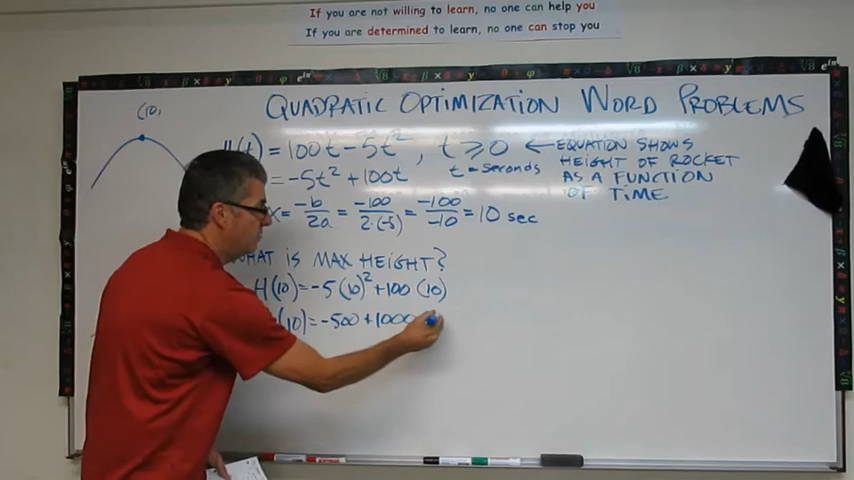 If you are not willing to learn, no one can help you
If you are determined to learn, no one can stop you
QUADRATIC OPTIMIZATION WORD PROBLEMS
(10,
(t) = 100t - 5t², t ≥ 0 ← EQUATION SHOWS
HEIGHT OF ROCKET
t = seconds
AS A FUNCTION
OF TIME
= -5t² + 100t
x = -b/2a = -100/2·(-5) = -100/-10 = 10 sec
HAT IS MAX HEIGHT?
H(10) = -5(10)² + 100(10)
(10) = -500 + 1000